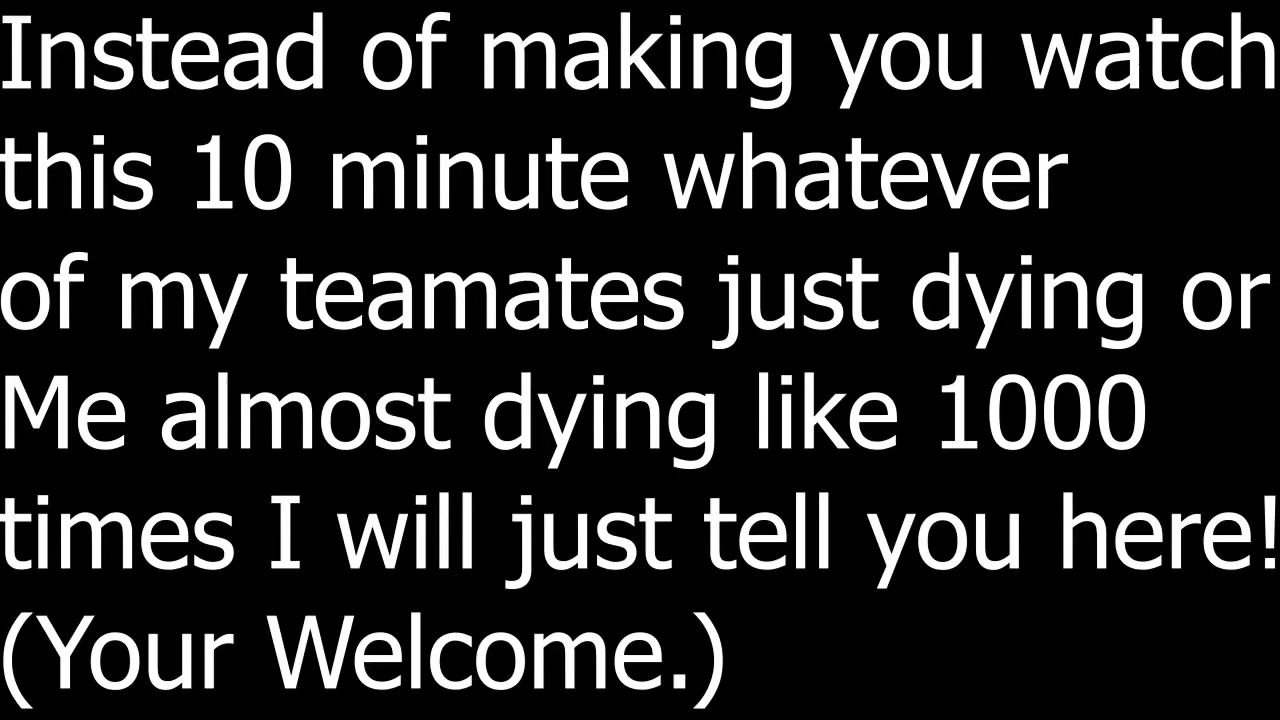 Instead of making you watch
this 10 minute whatever
of my teamates just dying or
Me almost dying like 1000
times I will just tell you here!
(Your Welcome.)